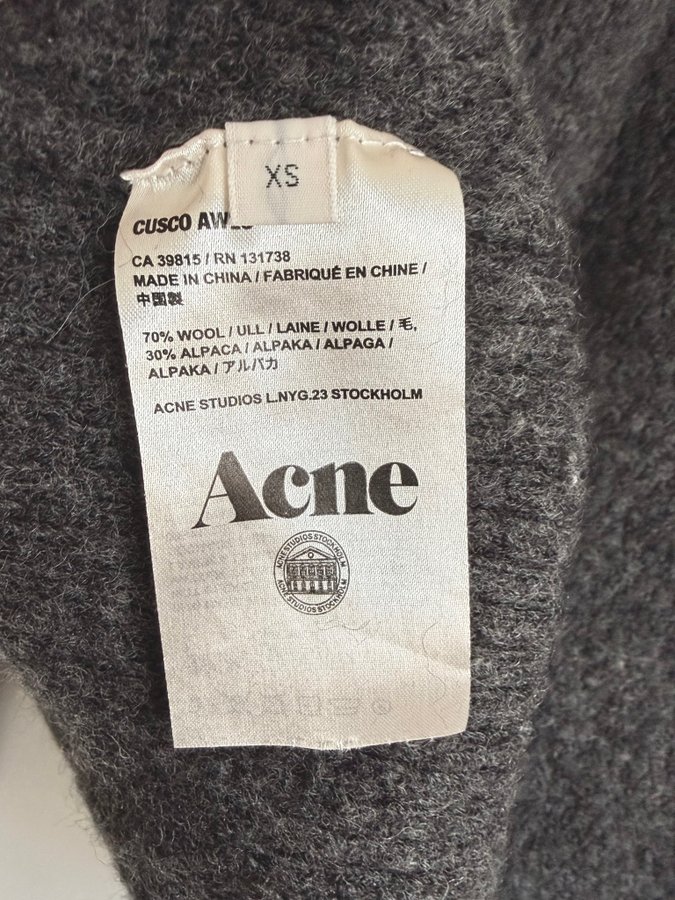 XS
CUSCO AW
CA 39815 / RN 131738
MADE IN CHINA / FABRIQUÉ EN CHINE /
中国製
70% WOOL / ULL / LAINE / WOLLE / 毛,
30% ALPACA / ALPAKA / ALPAGA /
ALPAKA / アルパカ
ACNE STUDIOS L.NYG.23 STOCKHOLM
Acne
ACNE STUDIOS STOCKHOLM
ACNE STUDIOS STOCKHOLM